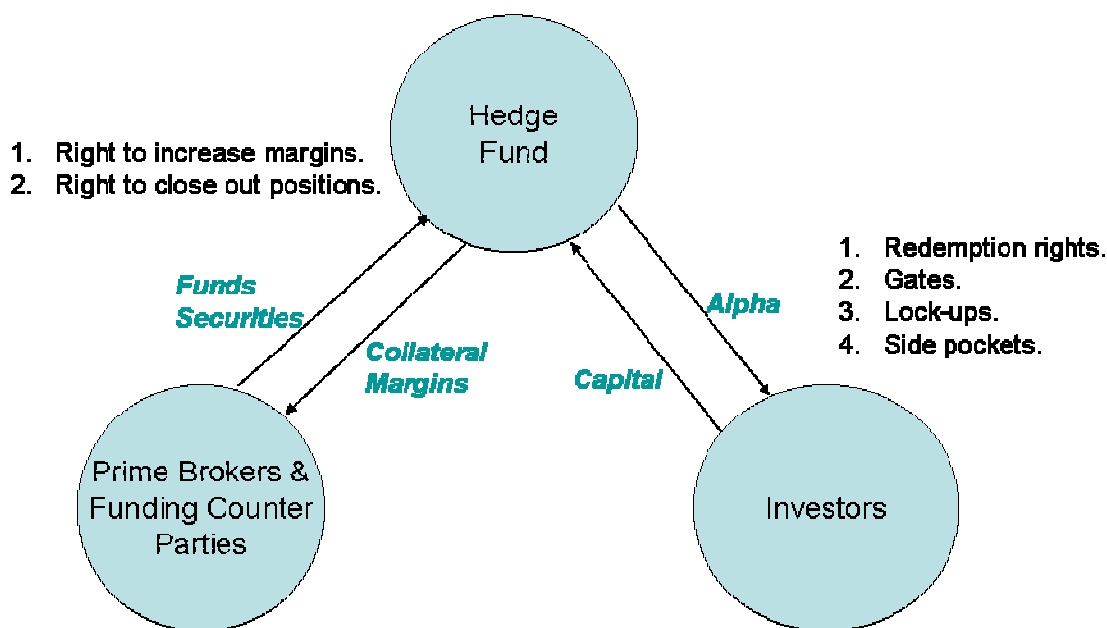 Hedge
Fund
1. Right to increase margins.
2. Right to close out positions.
1. Redemption rights.
2. Gates.
3. Lock-ups.
4. Side pockets.
Funds
Securities
Alpha
Collateral
Margins
Capital
Prime Brokers &
Funding Counter
Parties
Investors